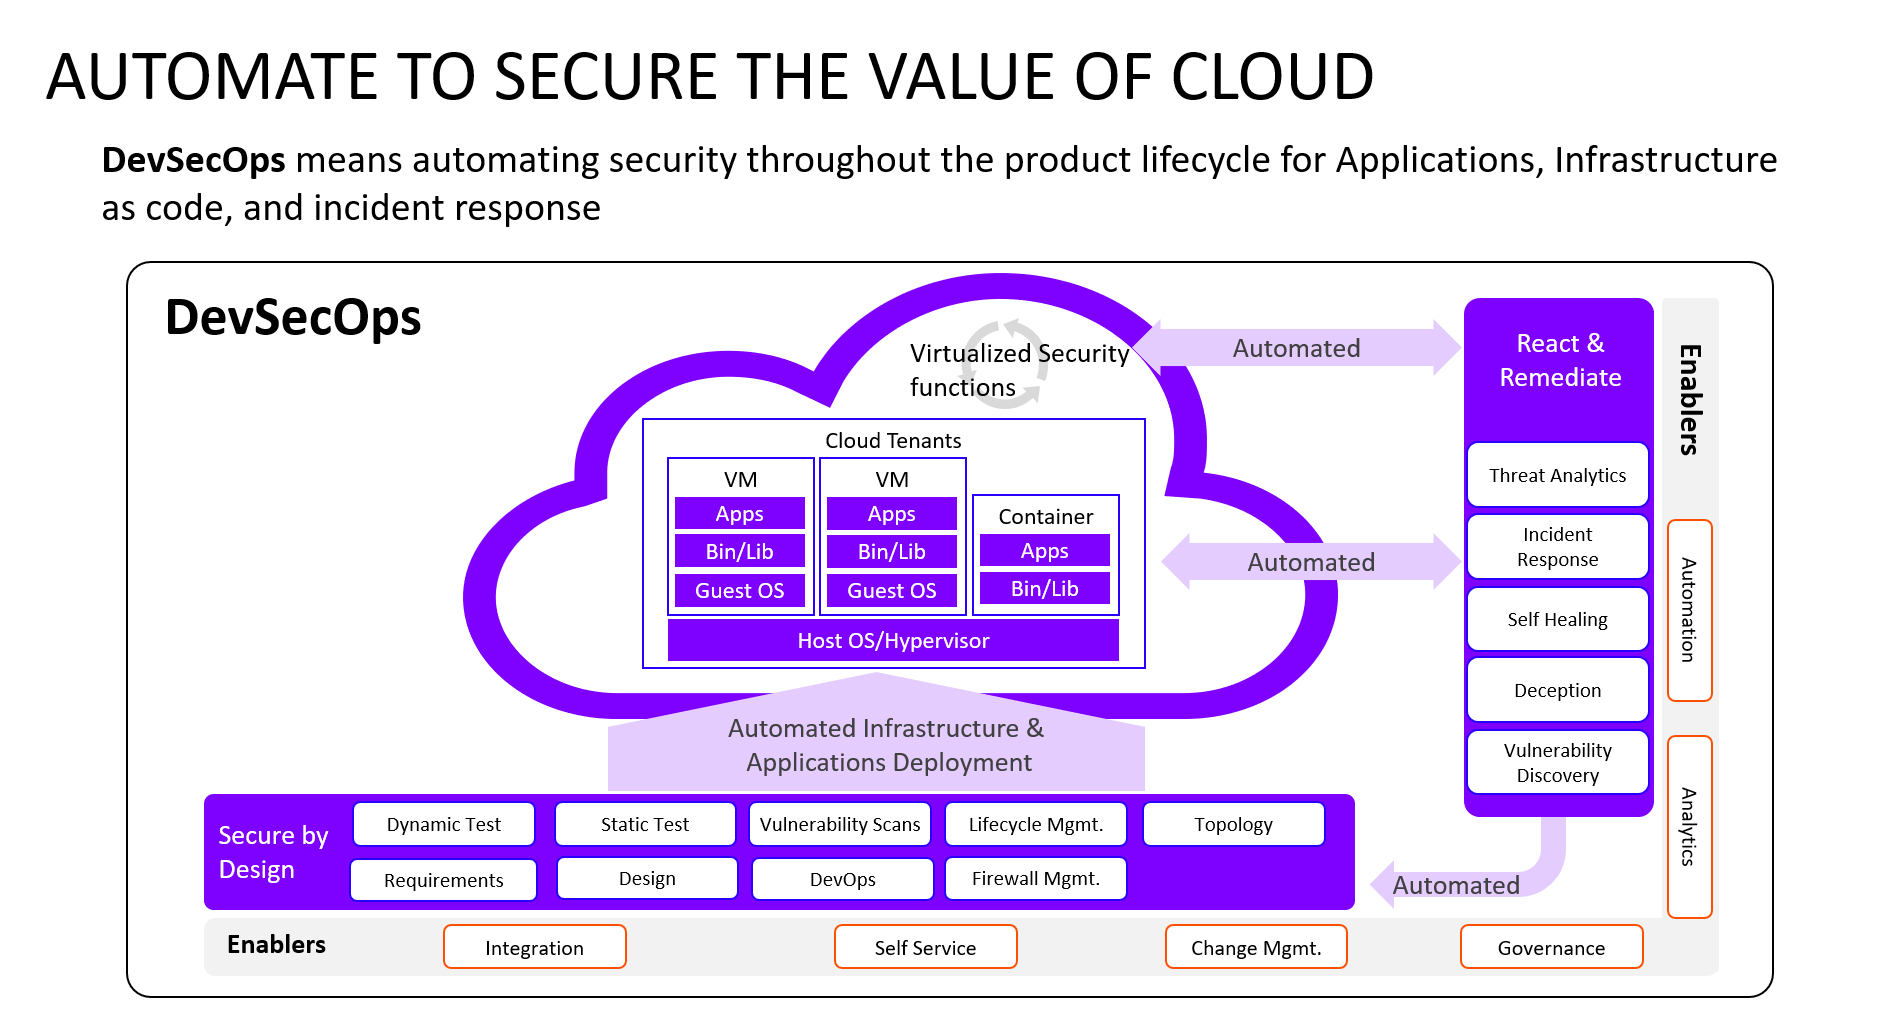 AUTOMATE TO SECURE THE VALUE OF CLOUD
DevSecOps means automating security throughout the product lifecycle for Applications, Infrastructure
as code, and incident response
DevSecOps
Virtualized Security
functions
Automated
Cloud Tenants
VM
Apps
Bin/Lib
Guest OS
VM
Apps
Bin/Lib
Guest OS
Container
Apps
Bin/Lib
Host OS/Hypervisor
Automated
Automated Infrastructure &
Applications Deployment
React &
Remediate
Threat Analytics
Incident
Response
Self Healing
Deception
Vulnerability
Discovery
Enablers
Automation
Analytics
Automated
Secure by
Design
Dynamic Test
Static Test
Vulnerability Scans
Lifecycle Mgmt.
Topology
Requirements
Design
DevOps
Firewall Mgmt.
Enablers
Integration
Self Service
Change Mgmt.
Governance